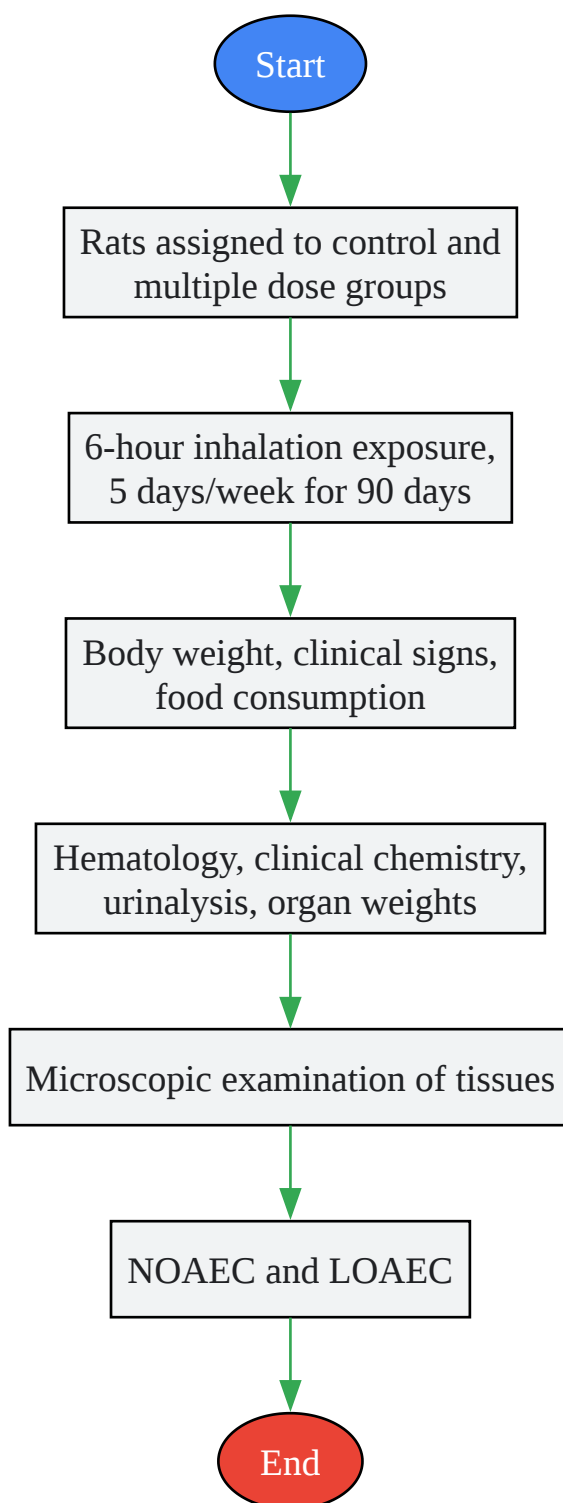 Start
Rats assigned to control and
multiple dose groups
6-hour inhalation exposure,
5 days/week for 90 days
Body weight, clinical signs,
food consumption
Hematology, clinical chemistry,
urinalysis, organ weights
Microscopic examination of tissues
NOAEC and LOAEC
End